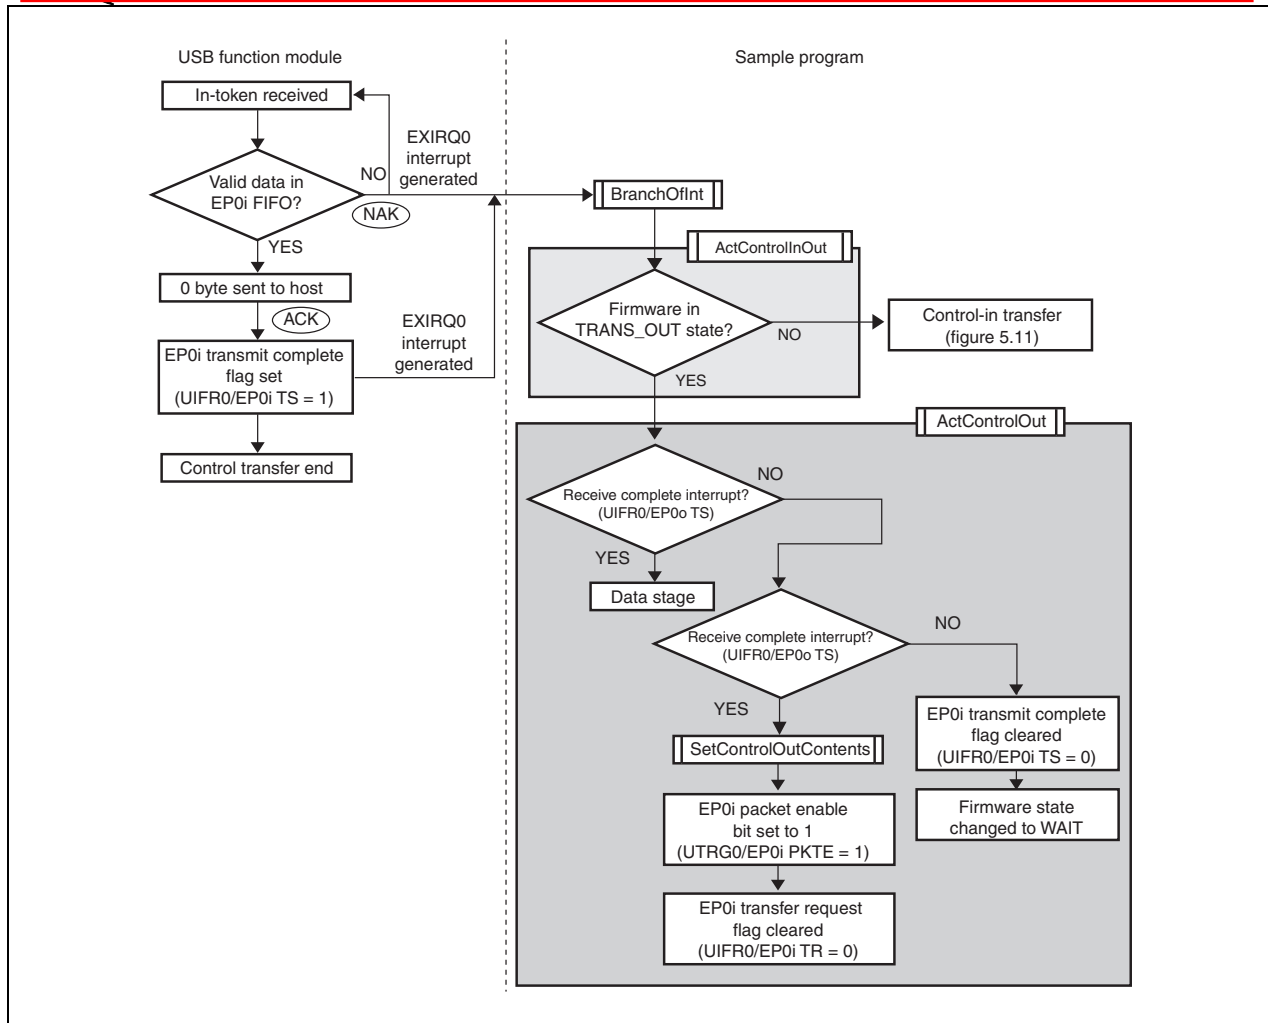 USB function module
Sample program
In-token received
EXIRQ0
interrupt
generated
NO
Valid data in
EP0i FIFO?
NAK
BranchOfInt
YES
ActControlInOut
0 byte sent to host
ACK
Firmware in
TRANS_OUT state?
NO
Control-in transfer
(figure 5.11)
EXIRQ0
interrupt
generated
EP0i transmit complete
flag set
(UIFR0/EP0i TS = 1)
YES
ActControlOut
Control transfer end
NO
Receive complete interrupt?
(UIFR0/EP0o TS)
YES
Data stage
Receive complete interrupt?
(UIFR0/EP0o TS)
NO
YES
EP0i transmit complete
flag cleared
(UIFR0/EP0i TS = 0)
SetControlOutContents
Firmware state
changed to WAIT
EP0i packet enable
bit set to 1
(UTRG0/EP0i PKTE = 1)
EP0i transfer request
flag cleared
(UIFR0/EP0i TR = 0)